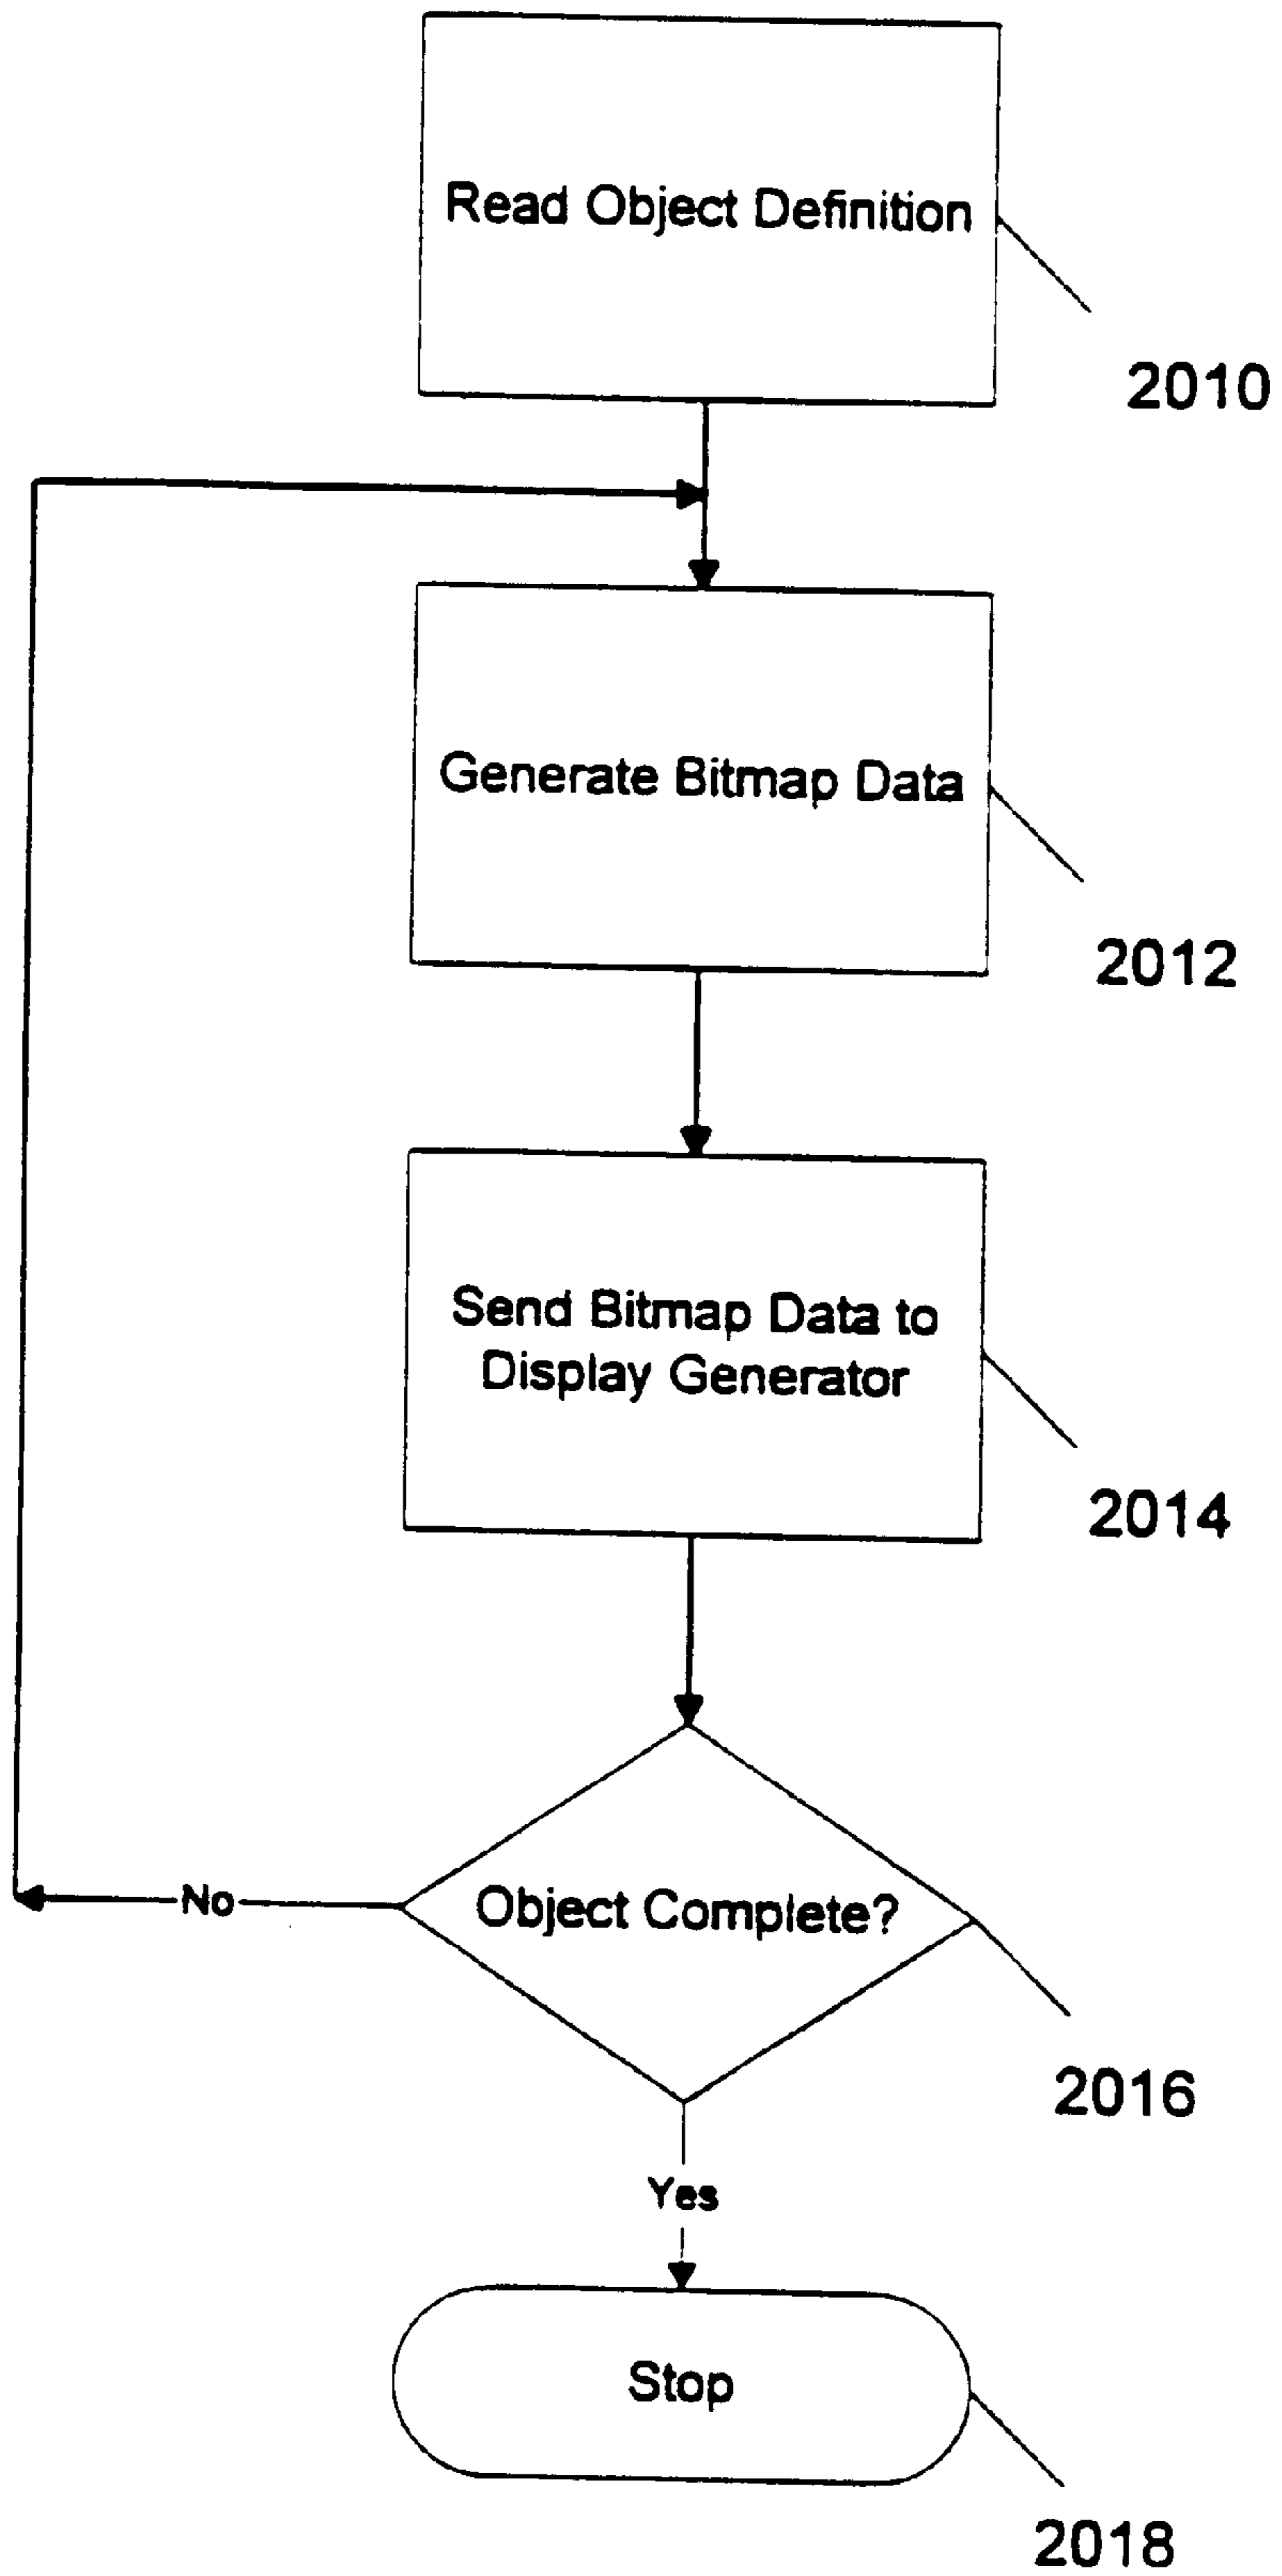 Read Object Definition
2010
Generate Bitmap Data
2012
Send Bitmap Data to
Display Generator
2014
No
Object Complete?
2016
Yes
Stop
2018